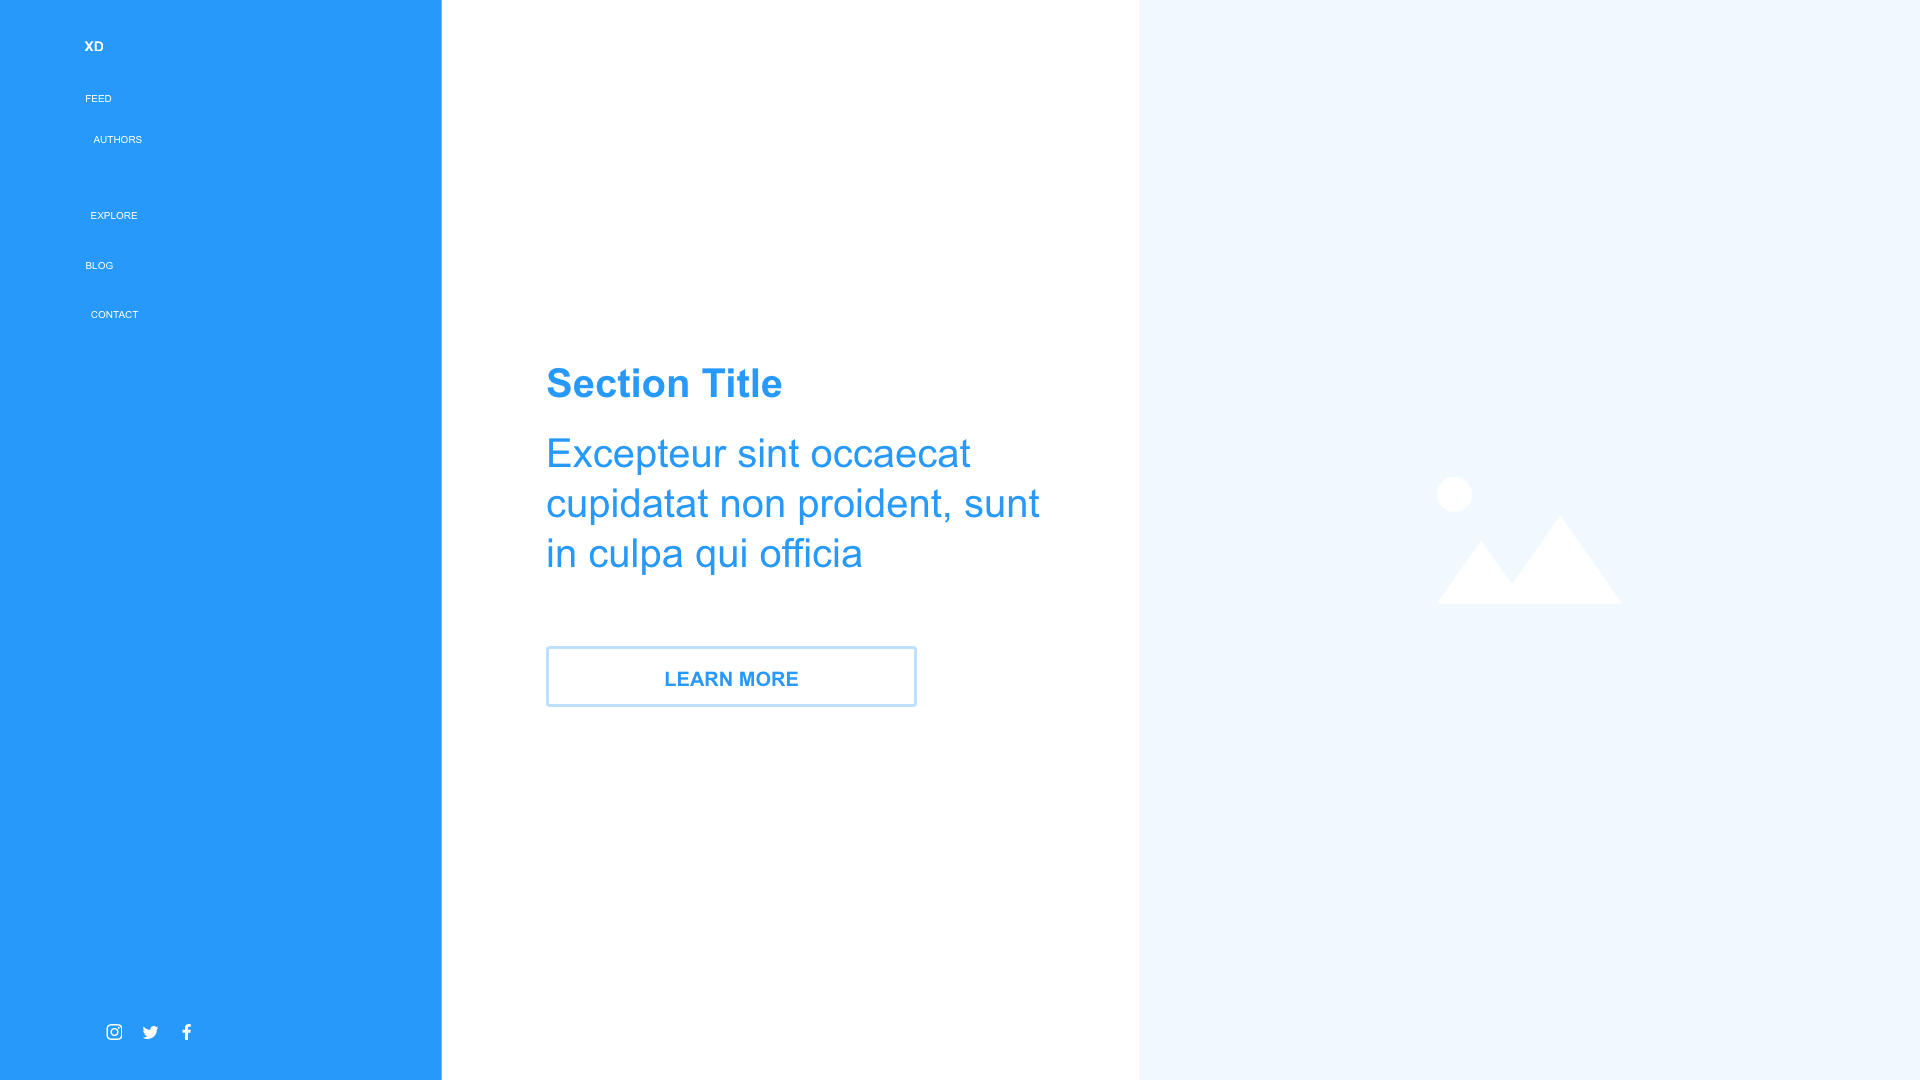 XD
FEED
AUTHORS
EXPLORE
BLOG
CONTACT
Section Title
Excepteur sint occaecat
cupidatat non proident, sunt
in culpa qui officia
LEARN MORE